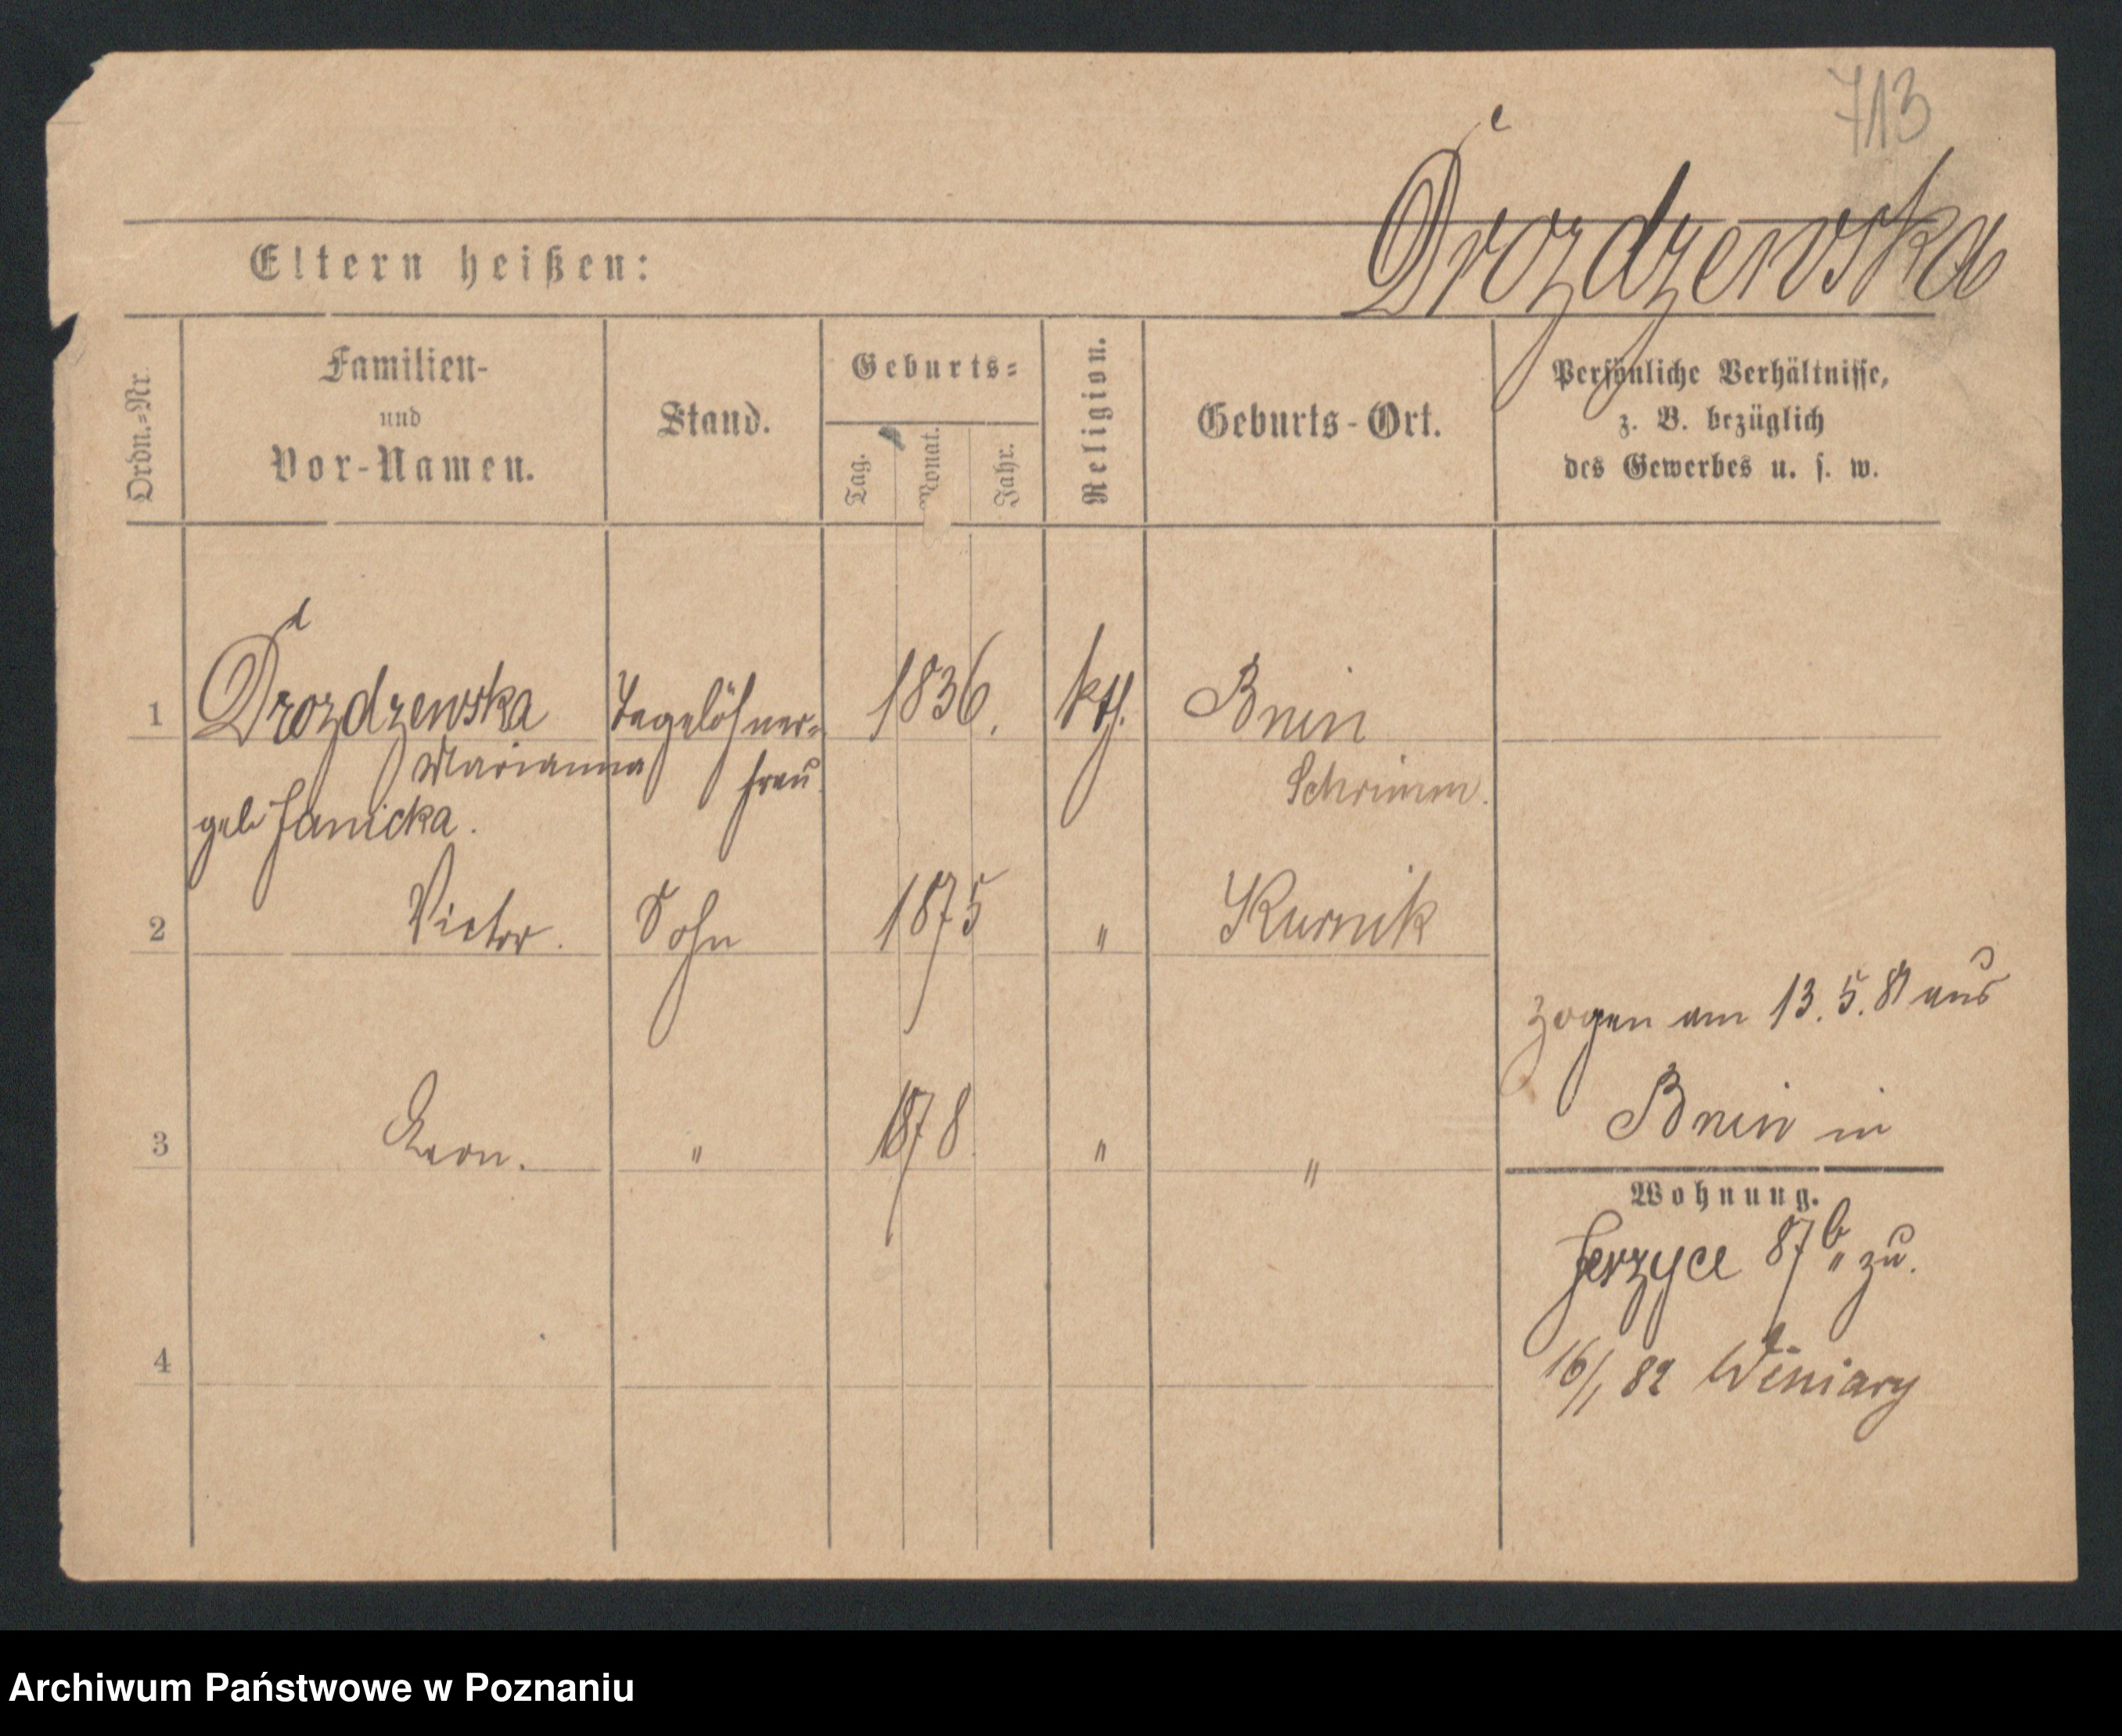 713
Drozdzewska
Eltern heißen:
Ordn.=Nr.
Familien-
und
Vor-Namen.
Stand.
Geburts=
Tag.
Monat.
Jahr.
Religion.
Geburts-Ort.
Persönliche Verhältnisse,
z. B. bezüglich
des Gewerbes u. s. w.
1 Drozdzewska Tagelöhner- 1836. kth. Bnin
Marianna frau Schrimm.
geb Janicka.
2 Victor. Sohn 1875 " Kurnik
zogen am 13. 5. 81 aus
3 Leon. " 1878. " "
Bnin in
Wohnung.
Jerzyce 87b " zu.
4
16/1 82 Winiary
Archiwum Państwowe w Poznaniu